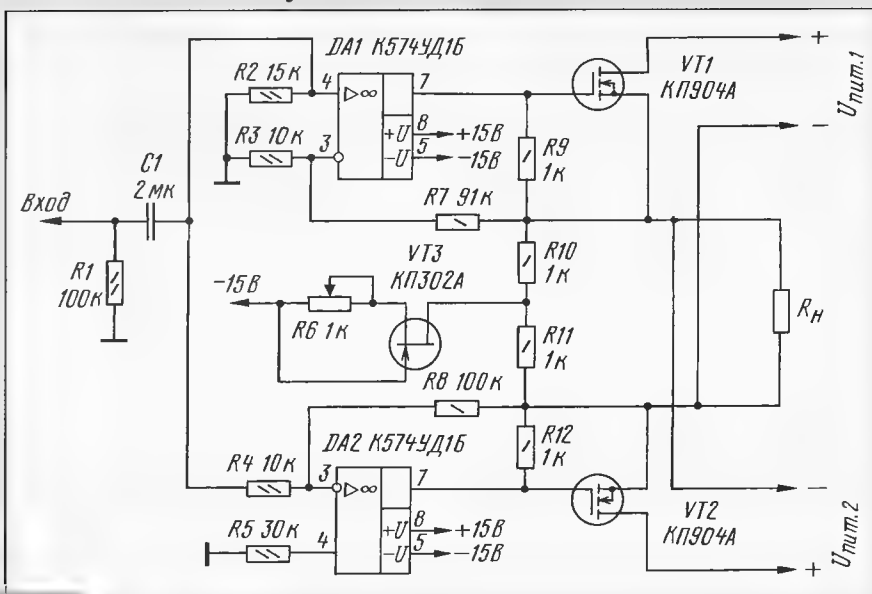 DA1 К574УД1Б
R2 15к
4
▷∞
7
VT1
КП904А
+
Uпит.1
–
R3 10к
3
+U
8
+15В
–U
5
–15В
R9
1к
C1
2мк
Вход
R1
100к
R7 91к
VT3
КП302А
–15В
R6 1к
R10
1к
R11
1к
Rн
R8 100к
DA2 К574УД1Б
R12
1к
R4 10к
3
▷∞
7
R5 30к
4
+U
8
+15В
–U
5
–15В
VT2
КП904А
–
Uпит.2
+